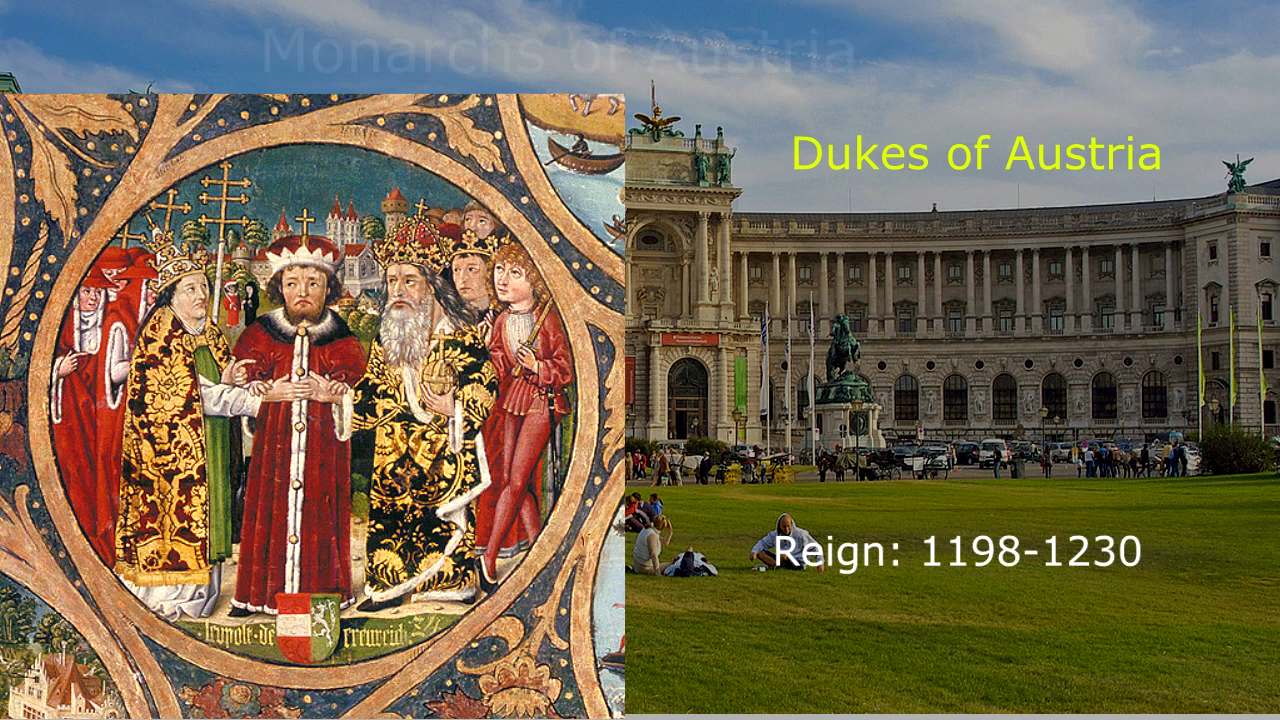 Monarchs of Austria
Dukes of Austria
Reign: 1198-1230